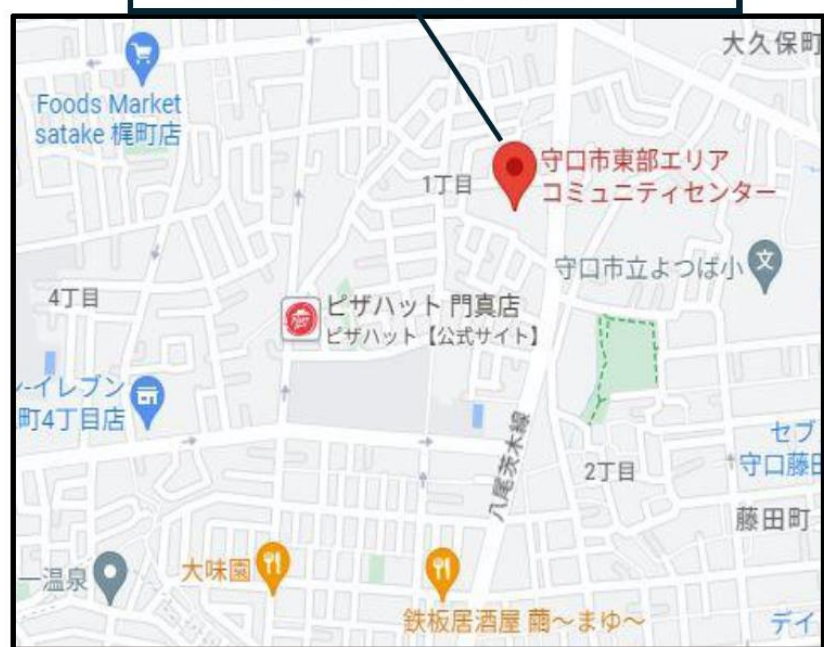 大久保町
Foods Market
satake 梶町店
1丁目
守口市東部エリア
コミュニティセンター
守口市立よつば小
文
4丁目
ピザハット 門真店
ピザハット【公式サイト】
ン-イレブン
町4丁目店
八尾茨木線
2丁目
セブ
守口藤田
藤田町
一温泉
大味園
鉄板居酒屋 繭～まゆ～
デイ